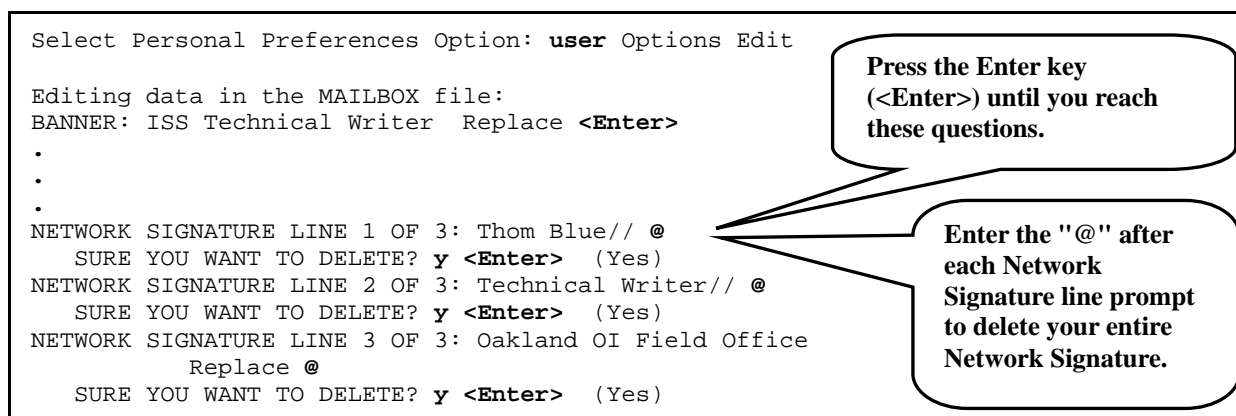 Select Personal Preferences Option: user Options Edit
Editing data in the MAILBOX file:
BANNER: ISS Technical Writer  Replace <Enter>
.
.
.
NETWORK SIGNATURE LINE 1 OF 3: Thom Blue// @
SURE YOU WANT TO DELETE? y <Enter>  (Yes)
NETWORK SIGNATURE LINE 2 OF 3: Technical Writer// @
SURE YOU WANT TO DELETE? y <Enter>  (Yes)
NETWORK SIGNATURE LINE 3 OF 3: Oakland OI Field Office
Replace @
SURE YOU WANT TO DELETE? y <Enter>  (Yes)
Press the Enter key
(<Enter>) until you reach
these questions.
Enter the "@" after
each Network
Signature line prompt
to delete your entire
Network Signature.